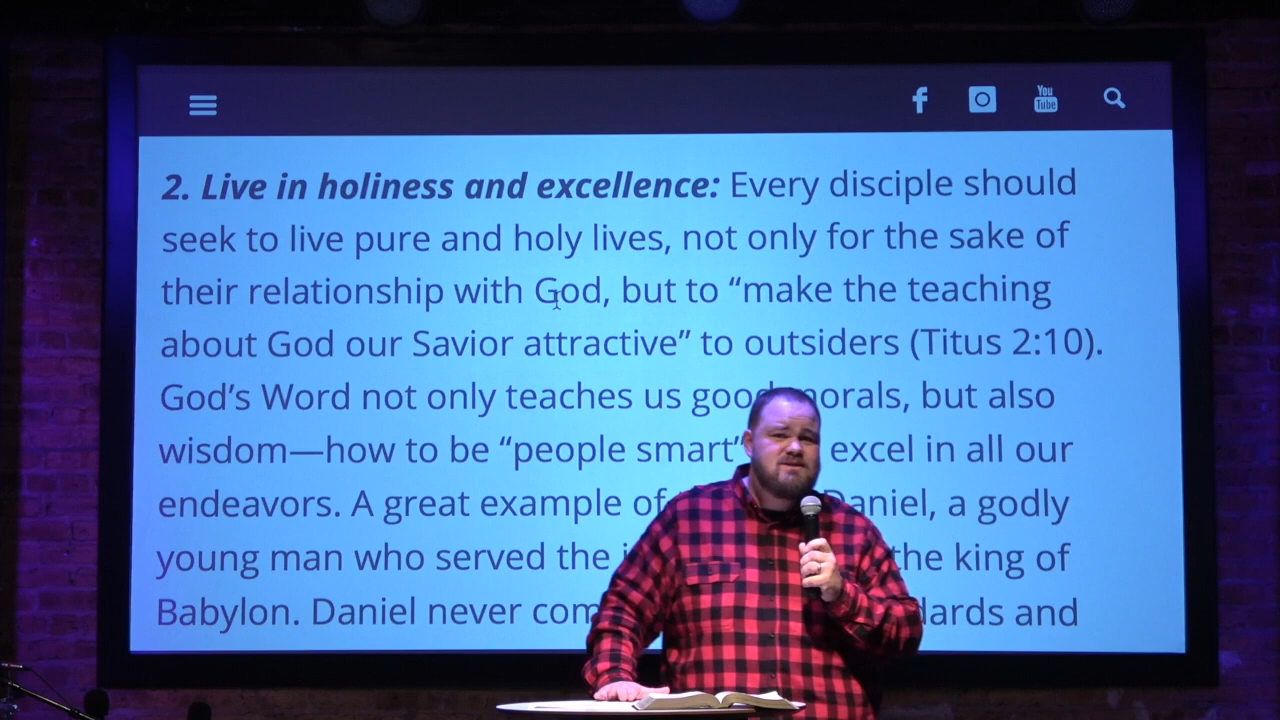 f You Tube
2. Live in holiness and excellence: Every disciple should
seek to live pure and holy lives, not only for the sake of
their relationship with God, but to “make the teaching
about God our Savior attractive” to outsiders (Titus 2:10).
God’s Word not only teaches us good morals, but also
wisdom—how to be “people smart” excel in all our
endeavors. A great example of Daniel, a godly
young man who served the the king of
Babylon. Daniel never and